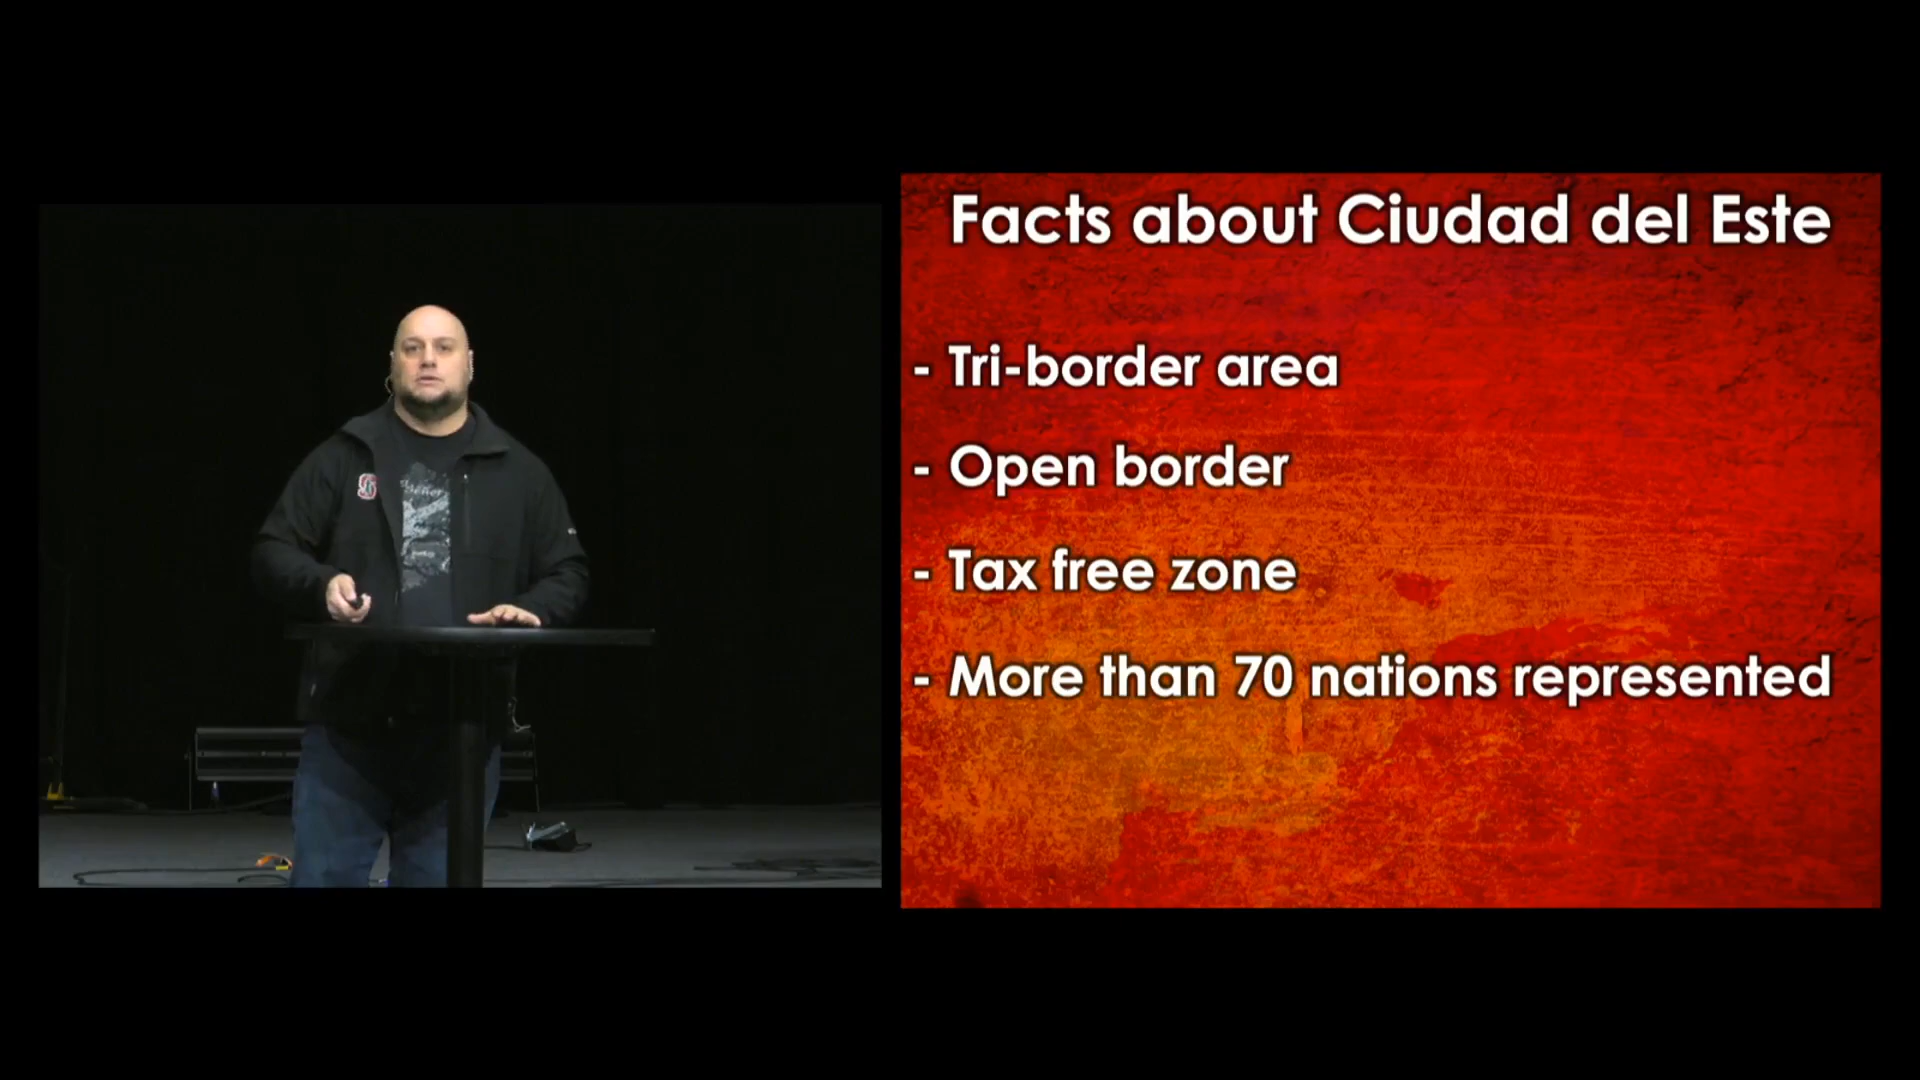 Facts about Ciudad del Este
- Tri-border area
- Open border
- Tax free zone
- More than 70 nations represented